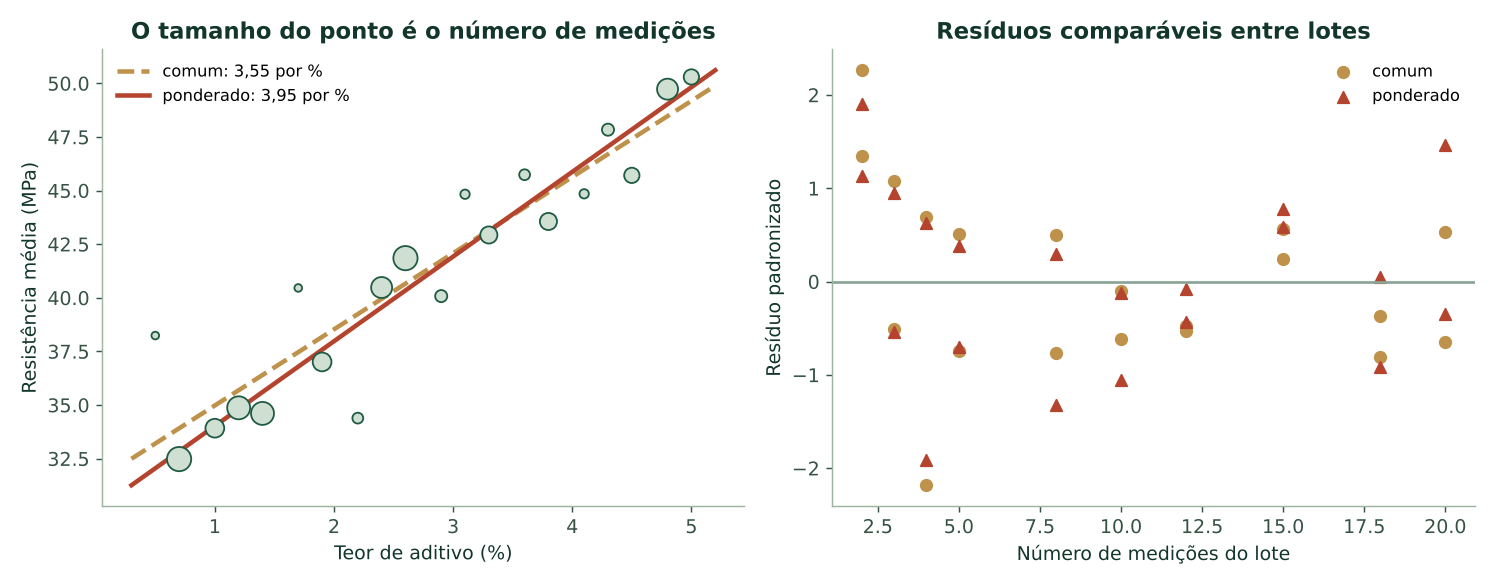 O tamanho do ponto é o número de medições
comum: 3,55 por %
ponderado: 3,95 por %
50.0
47.5
45.0
42.5
40.0
37.5
35.0
32.5
Resistência média (MPa)
1
2
3
4
5
Teor de aditivo (%)
Resíduos comparáveis entre lotes
comum
ponderado
2
1
0
−1
−2
Resíduo padronizado
2.5
5.0
7.5
10.0
12.5
15.0
17.5
20.0
Número de medições do lote